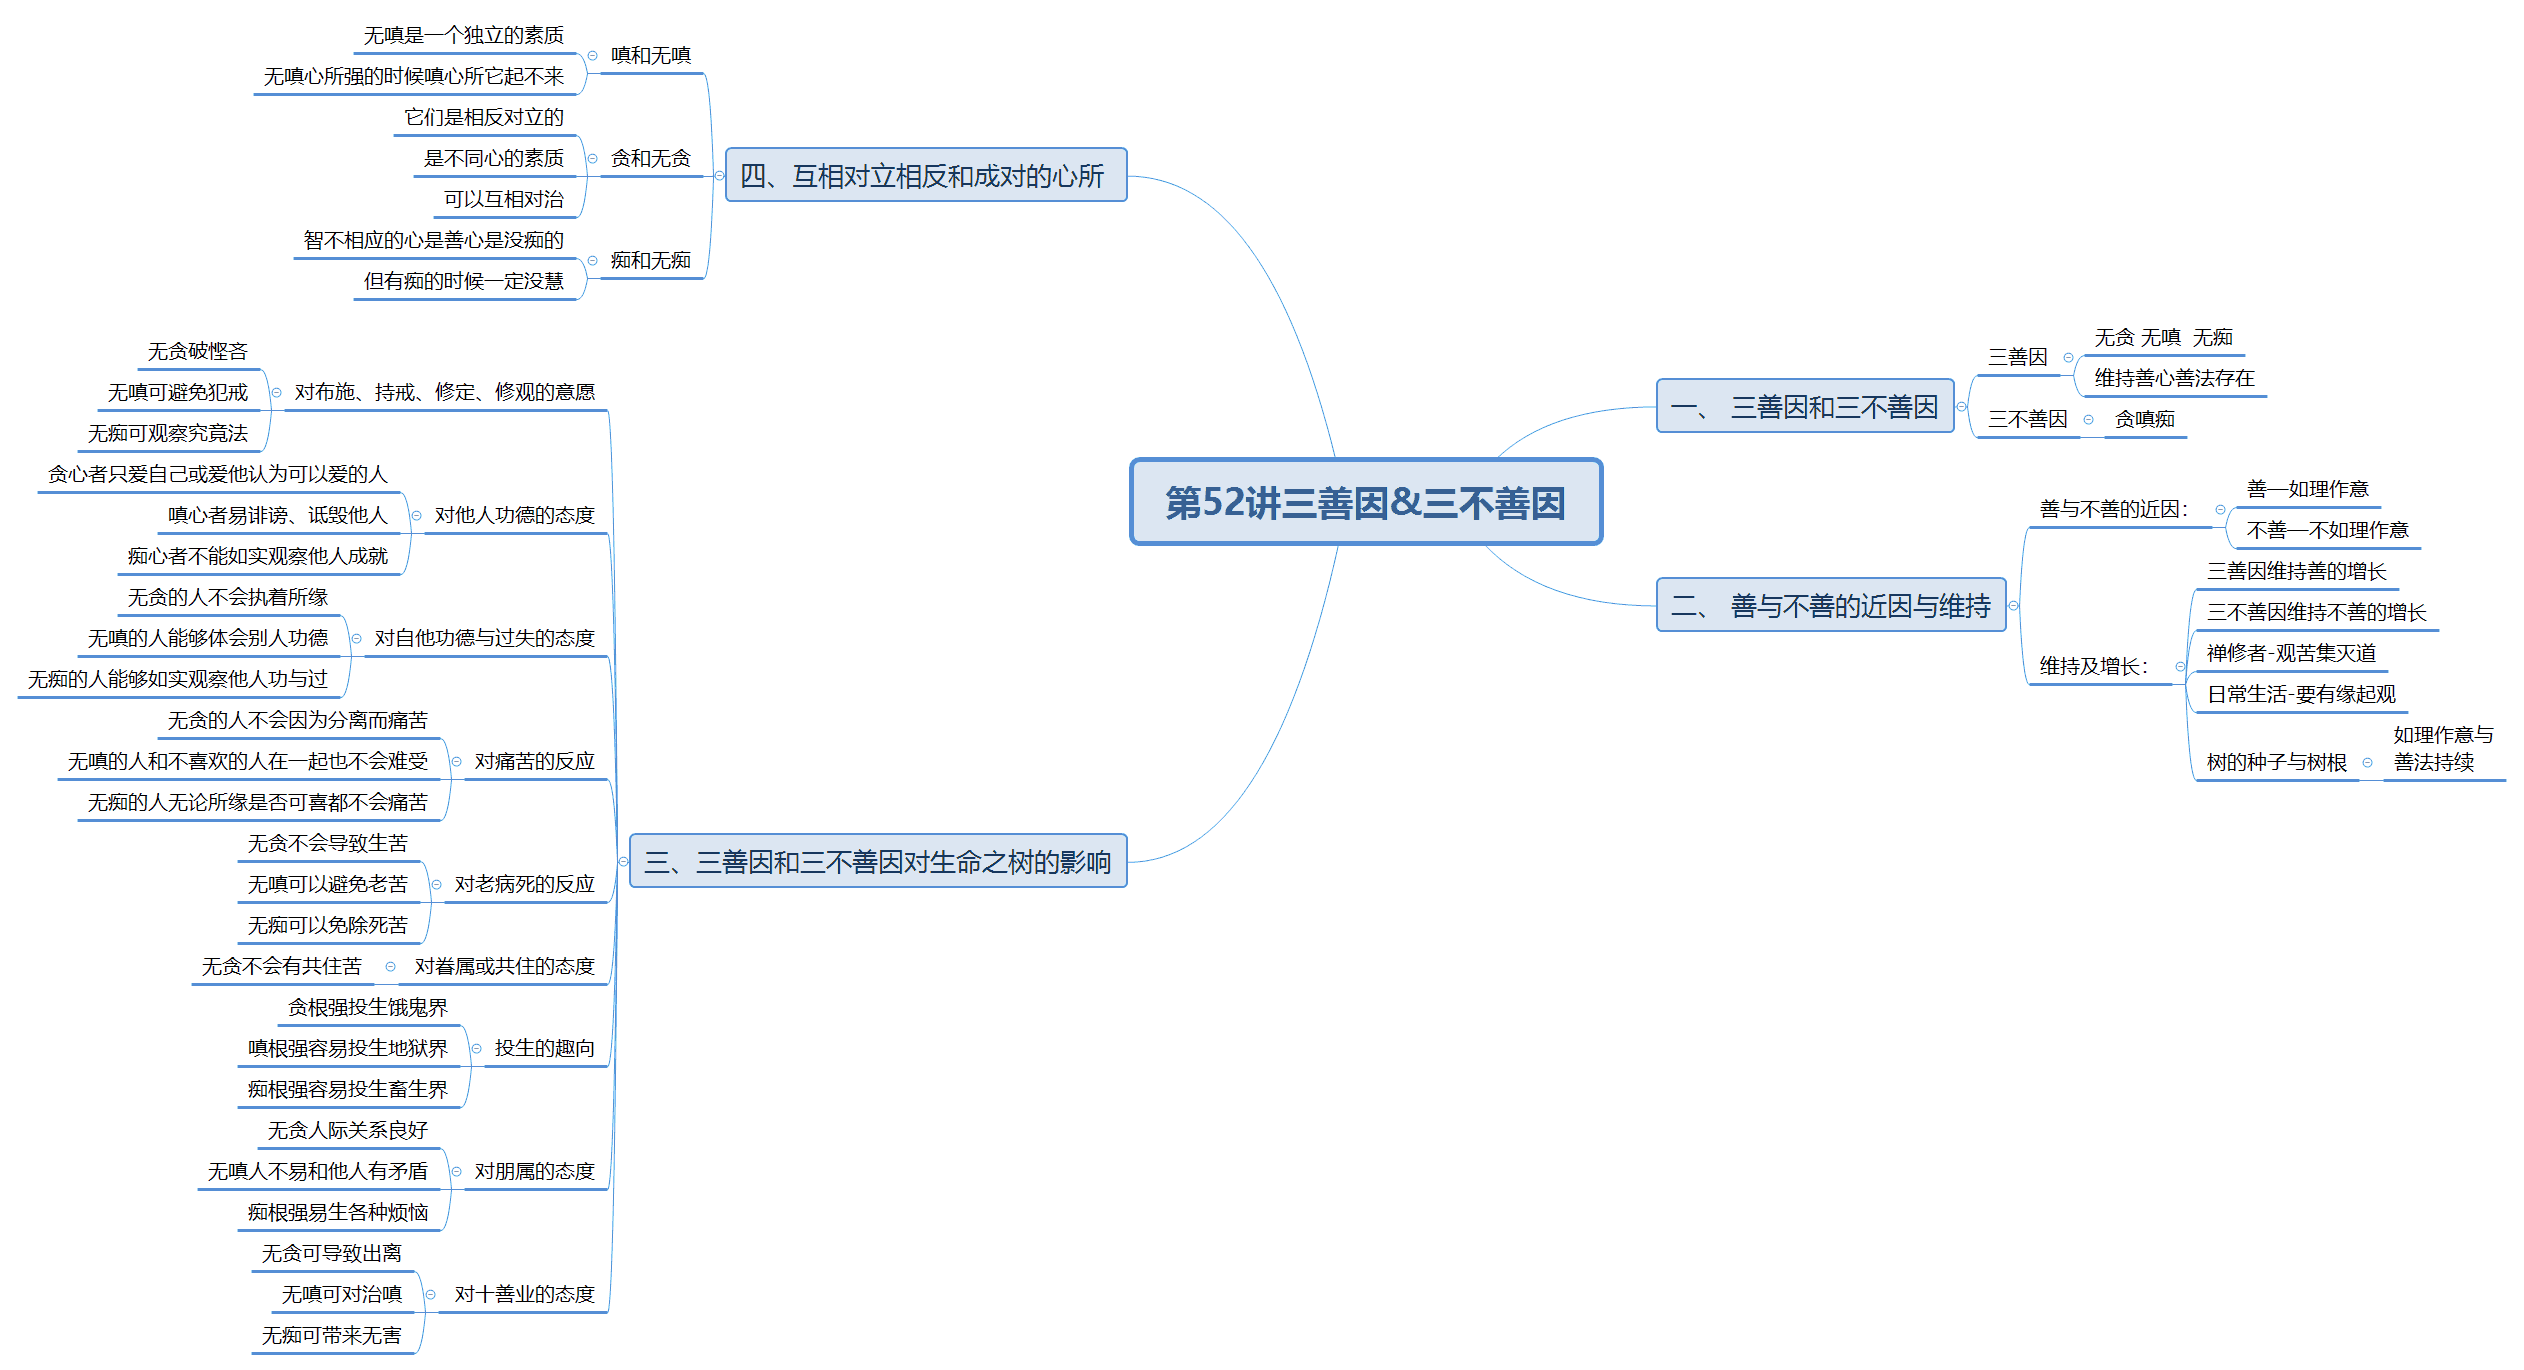 第52讲三善因&三不善因
一、 三善因和三不善因
三善因
无贪 无嗔  无痴
维持善心善法存在
三不善因
贪嗔痴
二、 善与不善的近因与维持
善与不善的近因：
善—如理作意
不善—不如理作意
维持及增长：
三善因维持善的增长
三不善因维持不善的增长
禅修者-观苦集灭道
日常生活-要有缘起观
树的种子与树根
如理作意与
善法持续
三、三善因和三不善因对生命之树的影响
对布施、持戒、修定、修观的意愿
无贪破悭吝
无嗔可避免犯戒
无痴可观察究竟法
对他人功德的态度
贪心者只爱自己或爱他认为可以爱的人
嗔心者易诽谤、诋毁他人
痴心者不能如实观察他人成就
对自他功德与过失的态度
无贪的人不会执着所缘
无嗔的人能够体会别人功德
无痴的人能够如实观察他人功与过
对痛苦的反应
无贪的人不会因为分离而痛苦
无嗔的人和不喜欢的人在一起也不会难受
无痴的人无论所缘是否可喜都不会痛苦
对老病死的反应
无贪不会导致生苦
无嗔可以避免老苦
无痴可以免除死苦
对眷属或共住的态度
无贪不会有共住苦
投生的趣向
贪根强投生饿鬼界
嗔根强容易投生地狱界
痴根强容易投生畜生界
对朋属的态度
无贪人际关系良好
无嗔人不易和他人有矛盾
痴根强易生各种烦恼
对十善业的态度
无贪可导致出离
无嗔可对治嗔
无痴可带来无害
四、互相对立相反和成对的心所
嗔和无嗔
无嗔是一个独立的素质
无嗔心所强的时候嗔心所它起不来
贪和无贪
它们是相反对立的
是不同心的素质
可以互相对治
痴和无痴
智不相应的心是善心是没痴的
但有痴的时候一定没慧